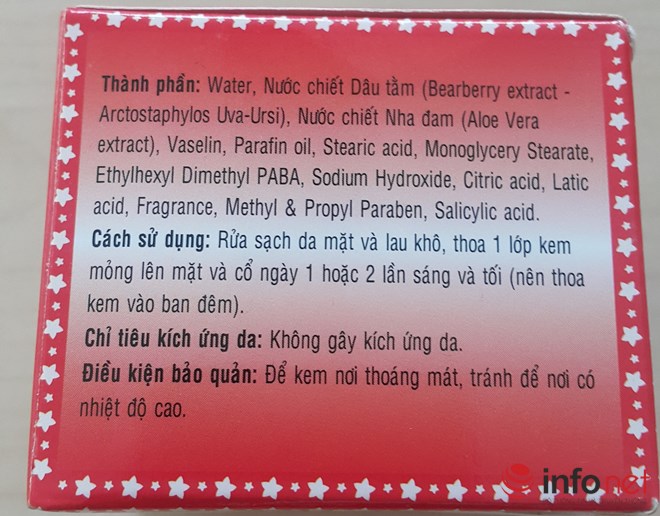 Thành phần: Water, Nước chiết Dâu tằm (Bearberry extract -
Arctostaphylos Uva-Ursi), Nước chiết Nha đam (Aloe Vera
extract), Vaselin, Parafin oil, Stearic acid, Monoglycery Stearate,
Ethylhexyl Dimethyl PABA, Sodium Hydroxide, Citric acid, Latic
acid, Fragrance, Methyl & Propyl Paraben, Salicylic acid.
Cách sử dụng: Rửa sạch da mặt và lau khô, thoa 1 lớp kem
mỏng lên mặt và cổ ngày 1 hoặc 2 lần sáng và tối (nên thoa
kem vào ban đêm).
Chỉ tiêu kích ứng da: Không gây kích ứng da.
Điều kiện bảo quản: Để kem nơi thoáng mát, tránh để nơi có
nhiệt độ cao.
infonet